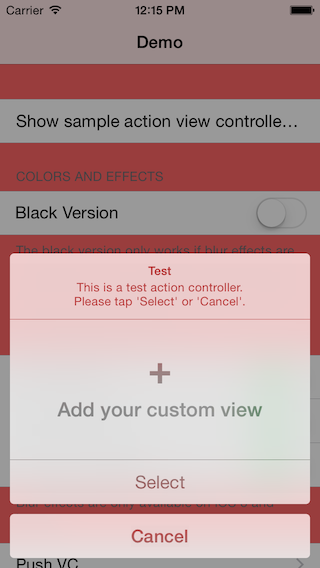 Carrier 12:15 PM
Demo
Show sample action view controlle...
COLORS AND EFFECTS
Black Version
The black version only works if blur effects are
Test
This is a test action controller.
Please tap 'Select' or 'Cancel'.
+
Add your custom view
Select
Blur effects are only available on iOS 8 and
Cancel
Push VC